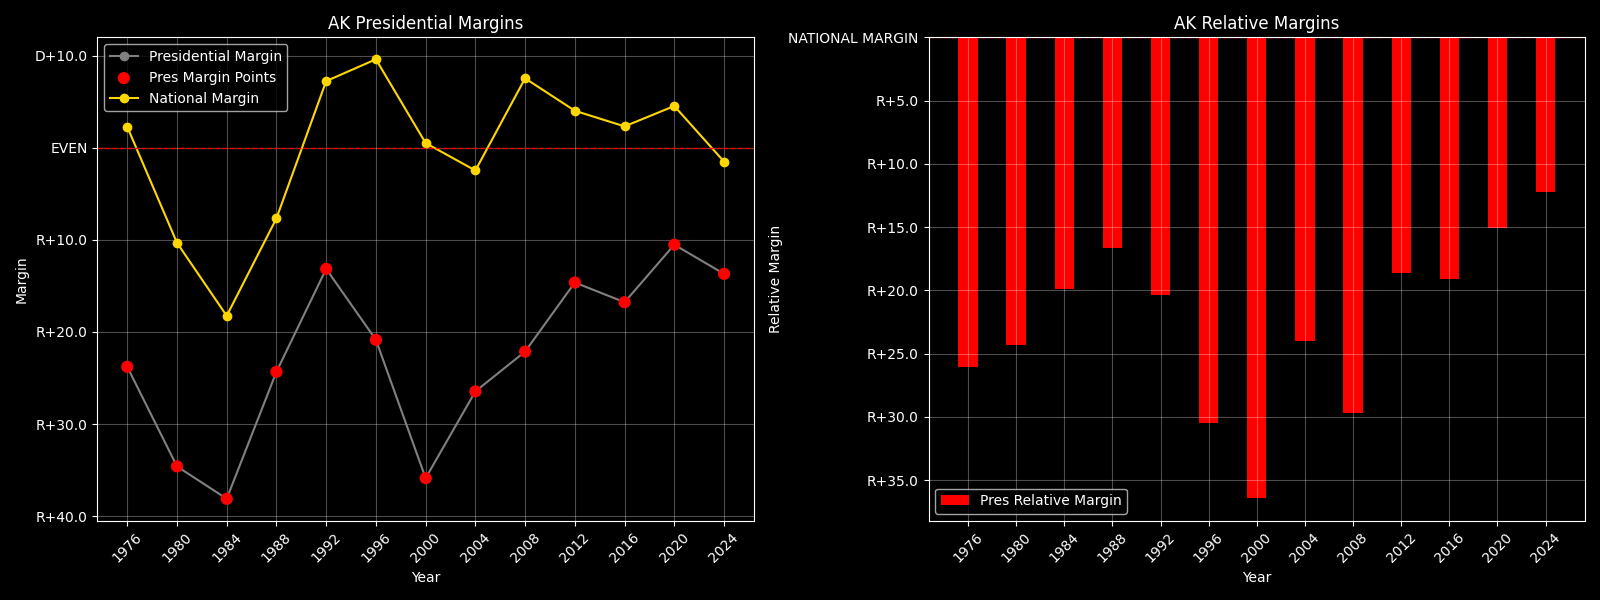 AK Presidential Margins
Presidential Margin
Pres Margin Points
National Margin
D+10.0
EVEN
R+10.0
R+20.0
R+30.0
R+40.0
Margin
1976
1980
1984
1988
1992
1996
2000
2004
2008
2012
2016
2020
2024
Year
AK Relative Margins
NATIONAL MARGIN
R+5.0
R+10.0
R+15.0
R+20.0
R+25.0
R+30.0
R+35.0
Relative Margin
Pres Relative Margin
1976
1980
1984
1988
1992
1996
2000
2004
2008
2012
2016
2020
2024
Year